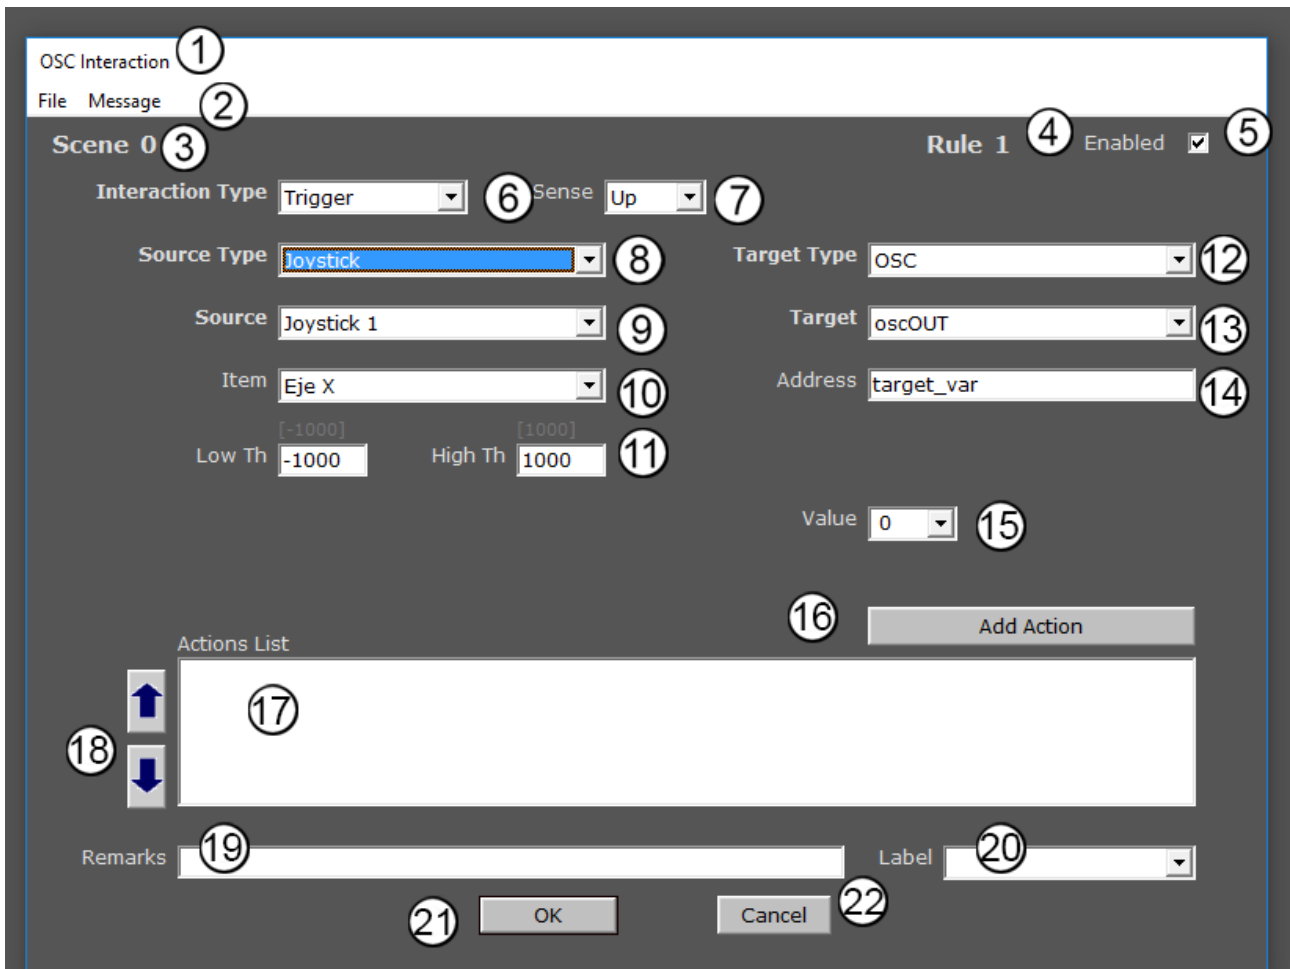 OSC Interaction 1
File Message 2
Scene 0 3 Rule 1 4 Enabled 5
Interaction Type Trigger 6 Sense Up 7
Source Type Joystick 8 Target Type OSC 12
Source Joystick 1 9 Target oscOUT 13
Item Eje X 10 Address target_var 14
[-1000] [1000]
Low Th -1000 High Th 1000 11
Value 0 15
16 Add Action
Actions List
17
18
Remarks 19 Label 20
21 OK Cancel 22